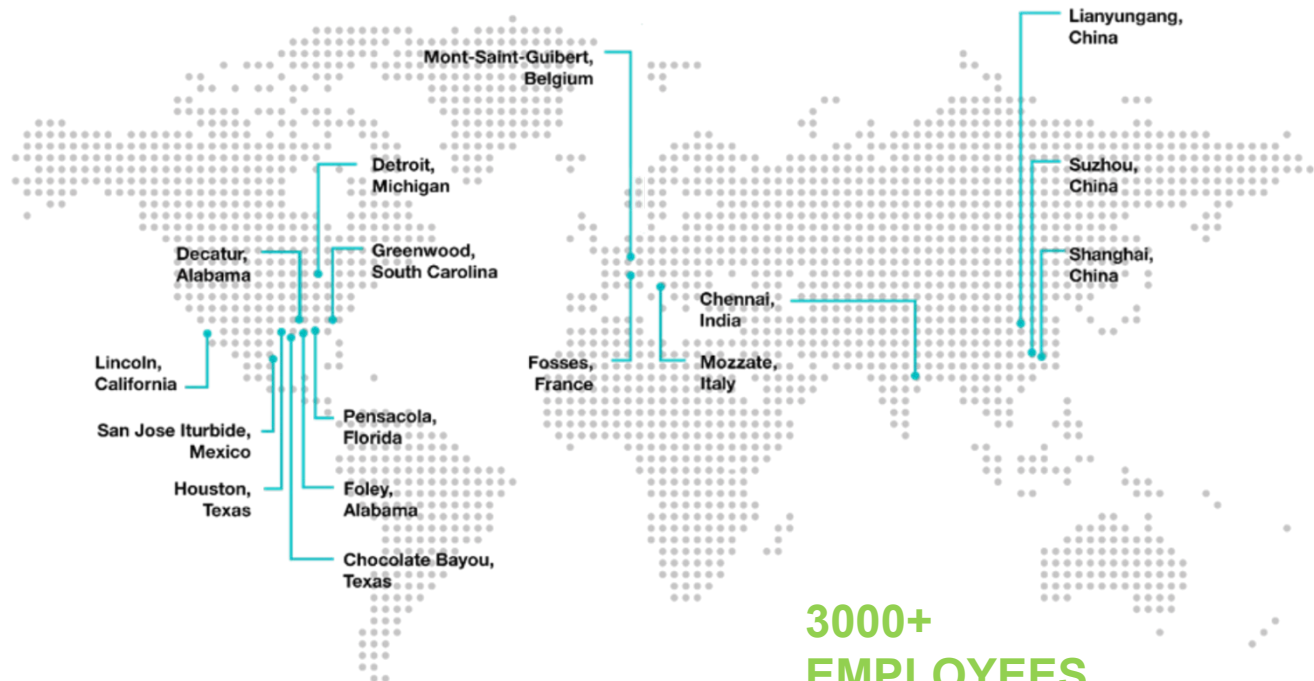 Lianyungang,
China
Mont-Saint-Guibert,
Belgium
Detroit,
Michigan
Suzhou,
China
Decatur,
Alabama
Greenwood,
South Carolina
Shanghai,
China
Chennai,
India
Lincoln,
California
Fosses,
France
Mozzate,
Italy
San Jose Iturbide,
Mexico
Pensacola,
Florida
Houston,
Texas
Foley,
Alabama
Chocolate Bayou,
Texas
3000+
EMPLOYEES